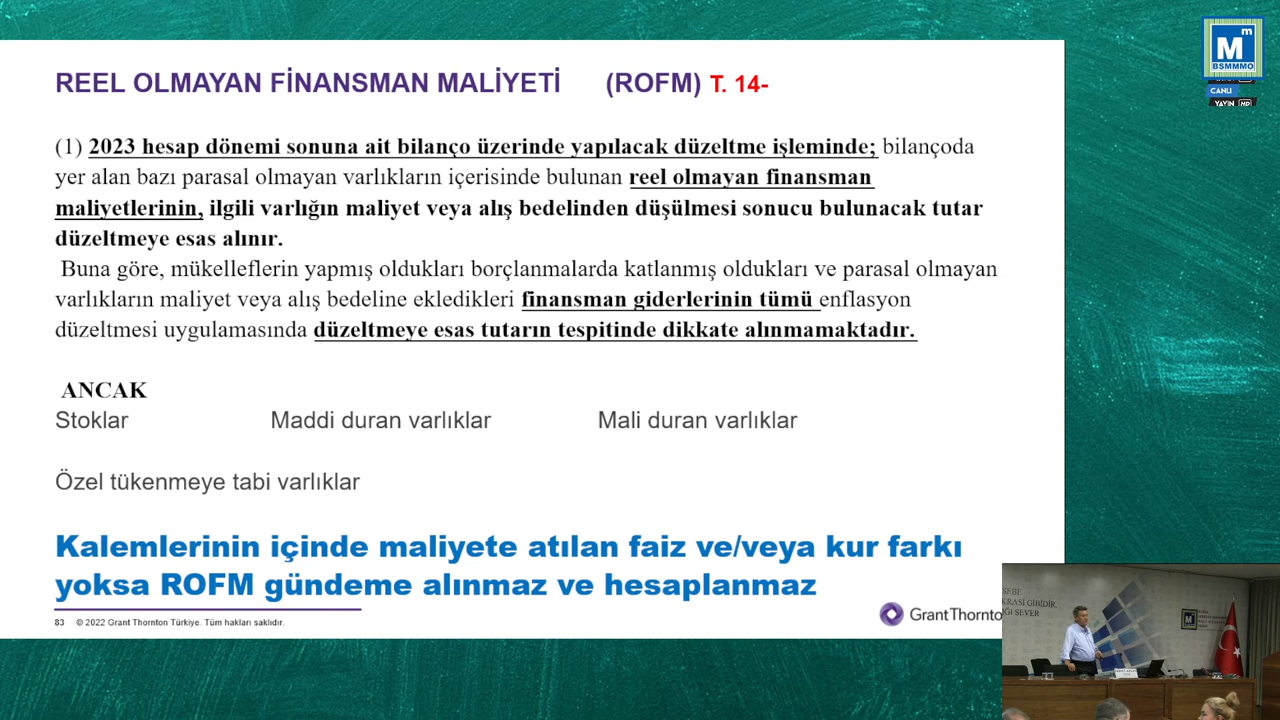 REEL OLMAYAN FİNANSMAN MALİYETİ (ROFM) T. 14-
(1) 2023 hesap dönemi sonuna ait bilanço üzerinde yapılacak düzeltme işleminde; bilançoda
yer alan bazı parasal olmayan varlıkların içerisinde bulunan reel olmayan finansman
maliyetlerinin, ilgili varlığın maliyet veya alış bedelinden düşülmesi sonucu bulunacak tutar
düzeltmeye esas alınır.
Buna göre, mükelleflerin yapmış oldukları borçlanmalarda katlanmış oldukları ve parasal olmayan
varlıkların maliyet veya alış bedeline ekledikleri finansman giderlerinin tümü enflasyon
düzeltmesi uygulamasında düzeltmeye esas tutarın tespitinde dikkate alınmamaktadır.
ANCAK
Stoklar Maddi duran varlıklar Mali duran varlıklar
Özel tükenmeye tabi varlıklar
Kalemlerinin içinde maliyete atılan faiz ve/veya kur farkı
yoksa ROFM gündeme alınmaz ve hesaplanmaz
83 © 2022 Grant Thornton Türkiye. Tüm hakları saklıdır.
Grant Thornto
M m
BSMMMO
CANLI
YAYIN HD
SEVER